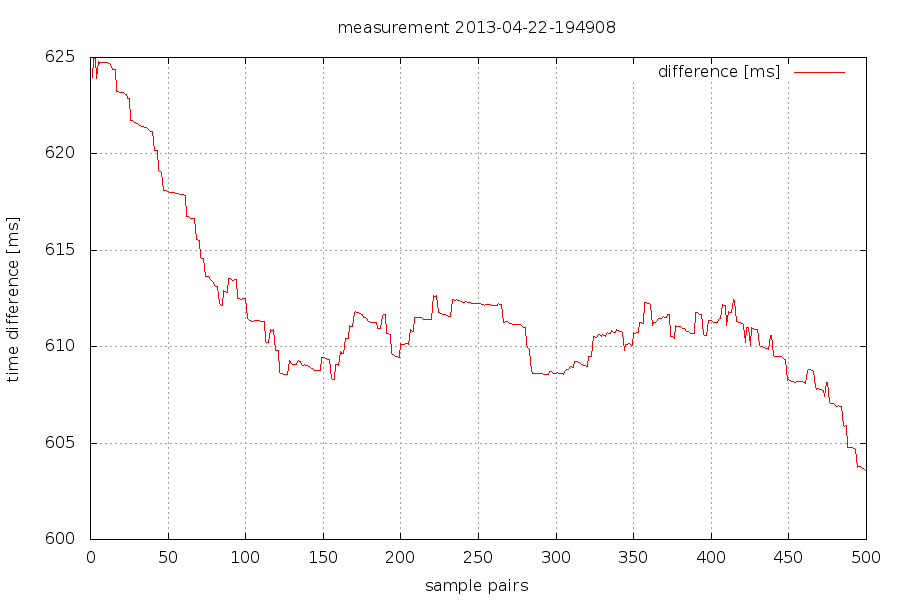 measurement 2013-04-22-194908
difference [ms]
time difference [ms]
625
620
615
610
605
600
0 50 100 150 200 250 300 350 400 450 500
sample pairs